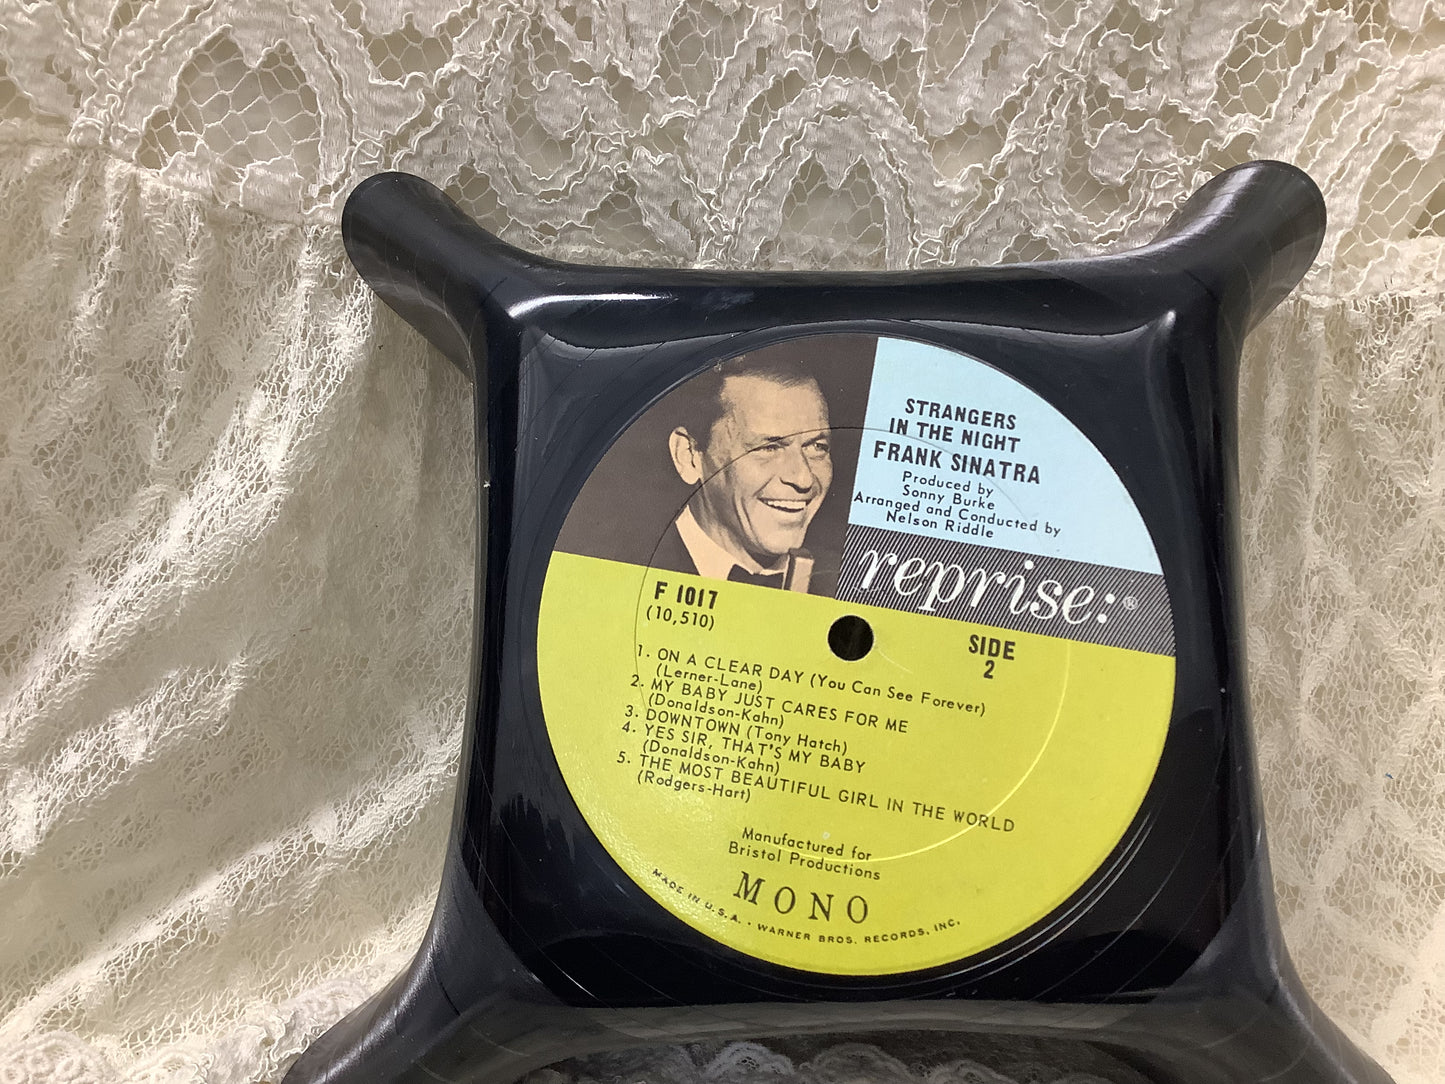 STRANGERS
IN THE NIGHT
FRANK SINATRA
Produced by
Sonny Burke
Arranged and Conducted by
Nelson Riddle
reprise:®
F 1017
(10,510)
SIDE
2
1. ON A CLEAR DAY (You Can See Forever)
(Lerner-Lane)
2. MY BABY JUST CARES FOR ME
(Donaldson-Kahn)
3. DOWNTOWN (Tony Hatch)
4. YES SIR, THAT'S MY BABY
(Donaldson-Kahn)
5. THE MOST BEAUTIFUL GIRL IN THE WORLD
(Rodgers-Hart)
Manufactured for
Bristol Productions
MONO
MADE IN U.S.A. • WARNER BROS. RECORDS, INC.